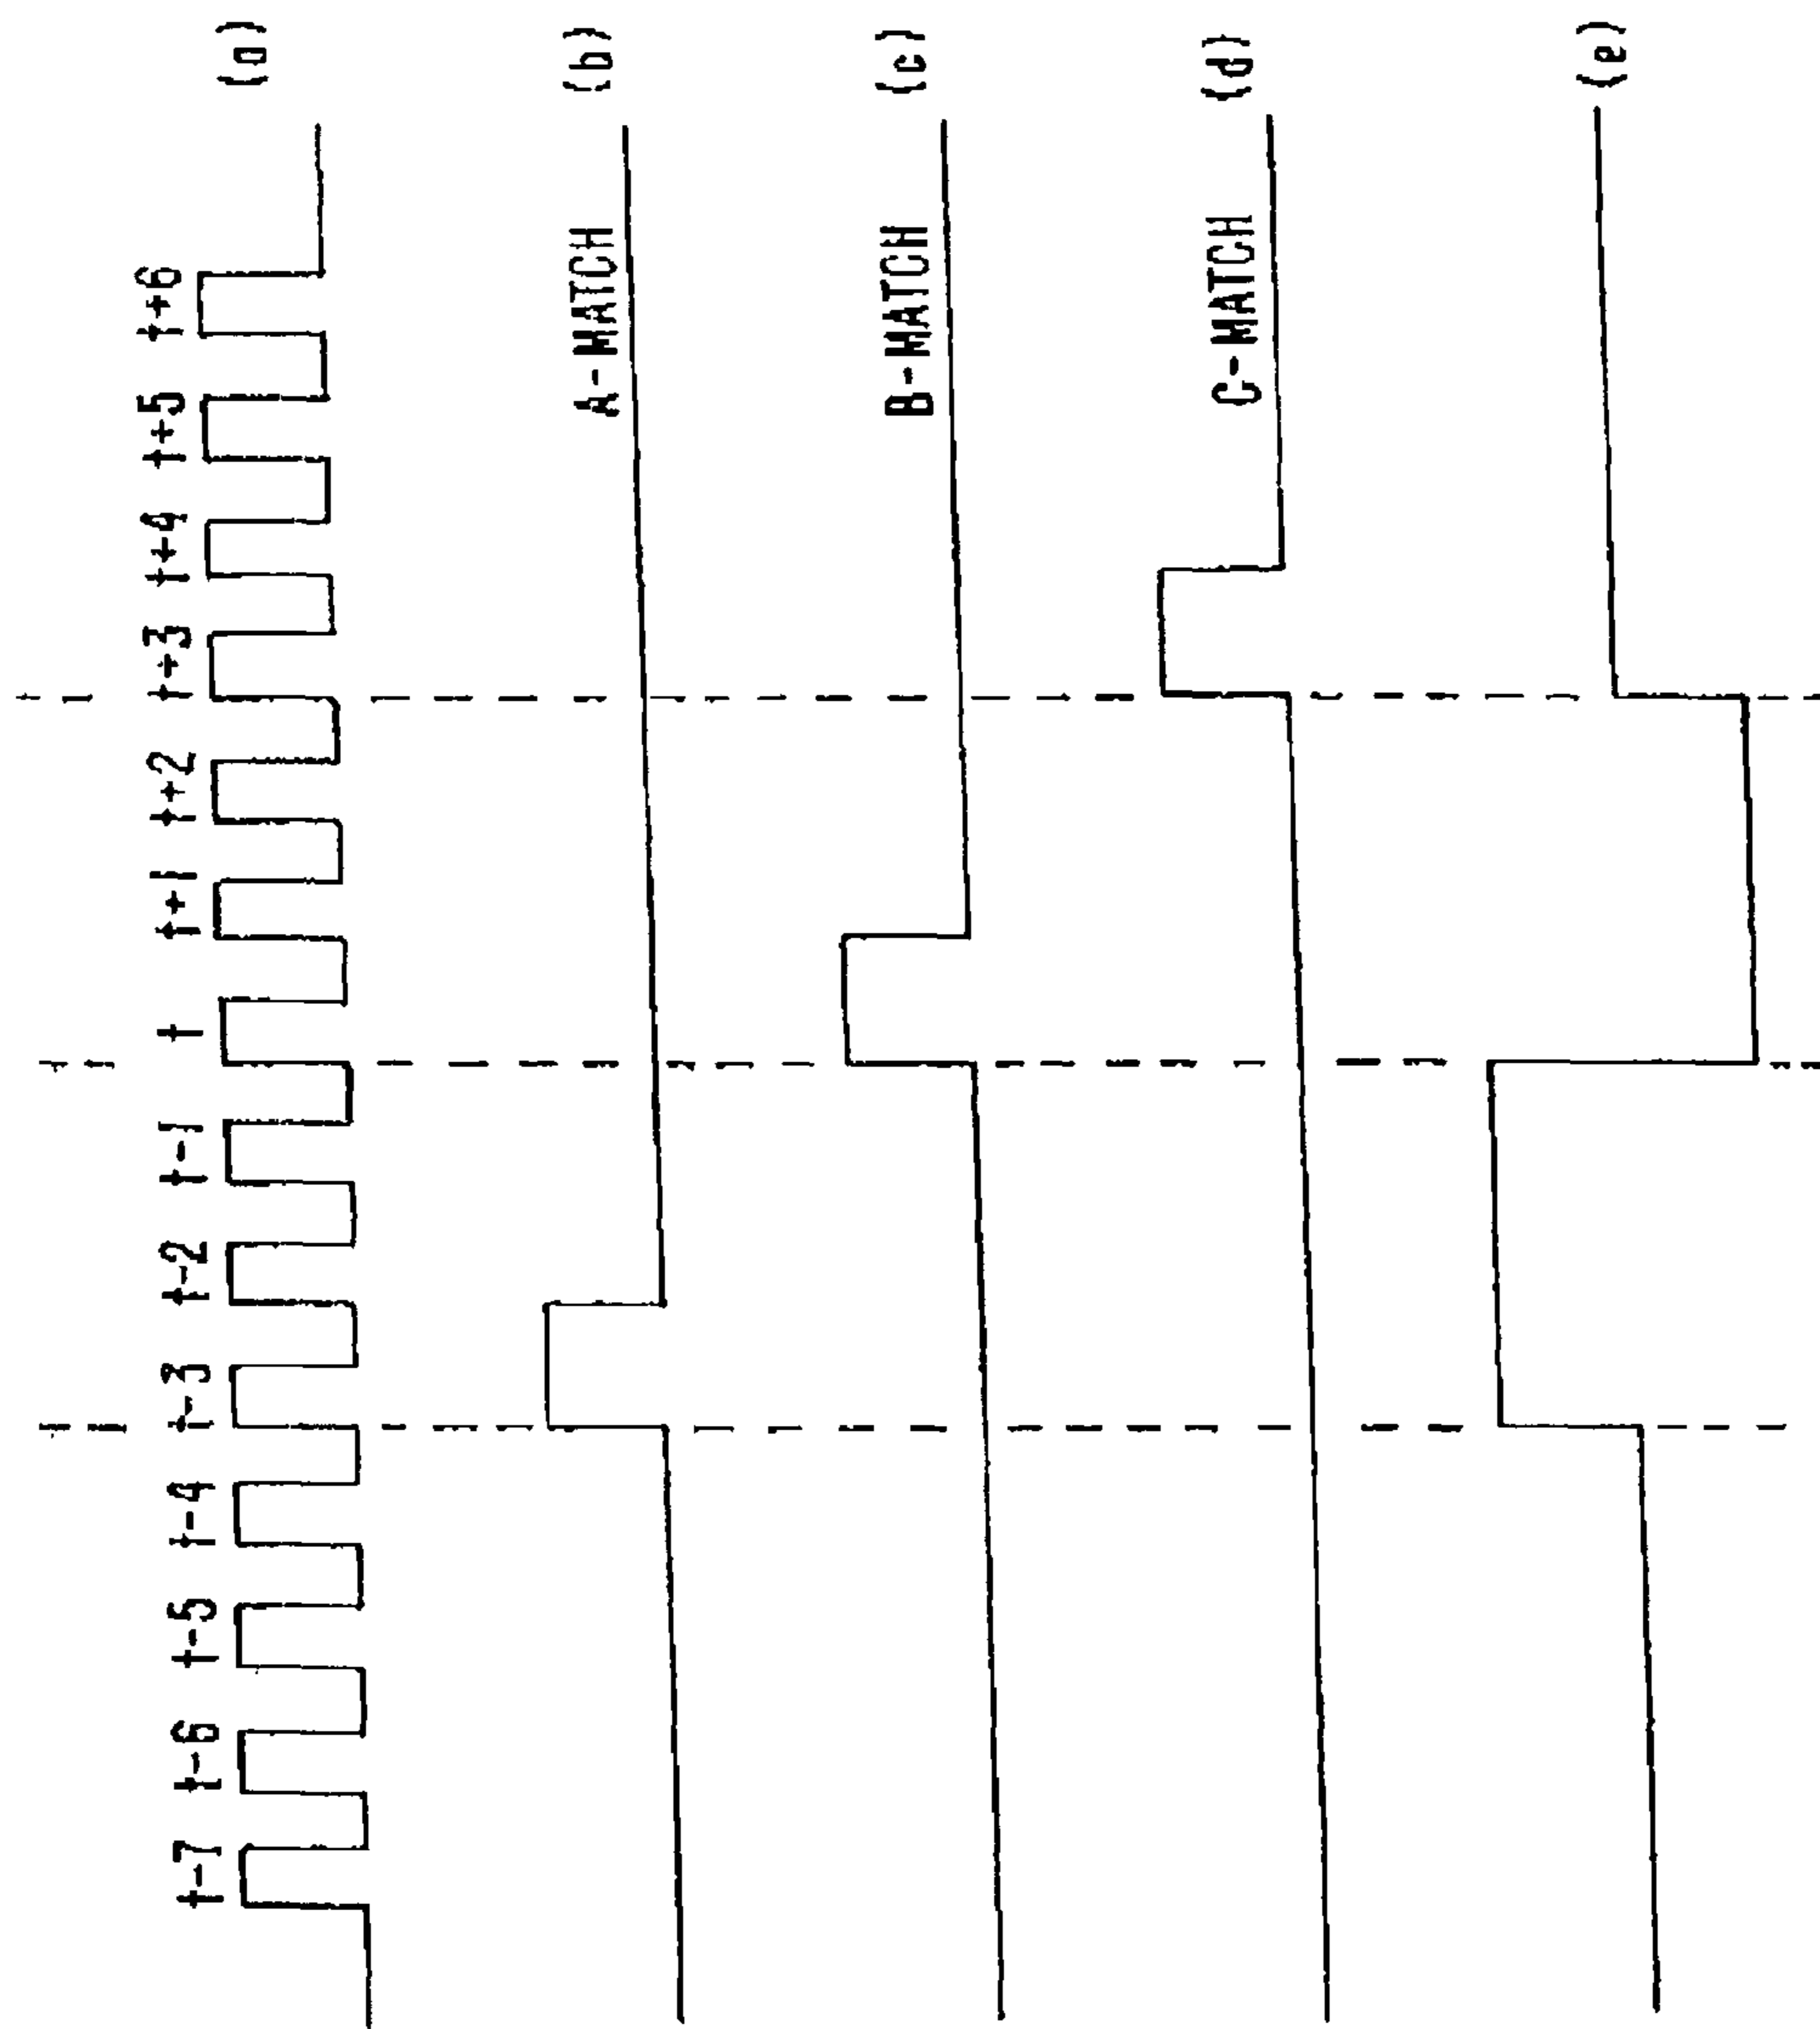 t-7 t-6 t-5 t-4 t-3 t-2 t-1 t t+1 t+2 t+3 t+4 t+5 t+6
(a)
A-MATCH
(b)
B-MATCH
(c)
C-MATCH
(d)
(e)